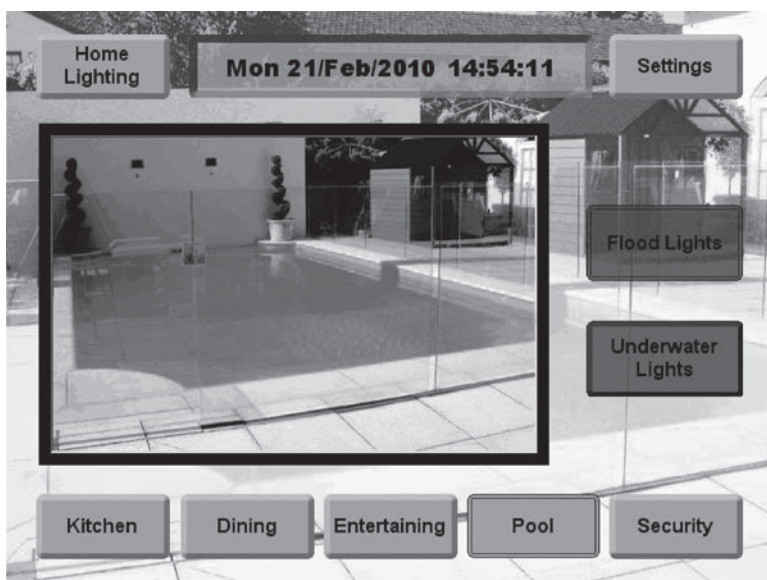 Home
Lighting
Mon 21/Feb/2010 14:54:11
Settings
Flood Lights
Underwater
Lights
Kitchen
Dining
Entertaining
Pool
Security